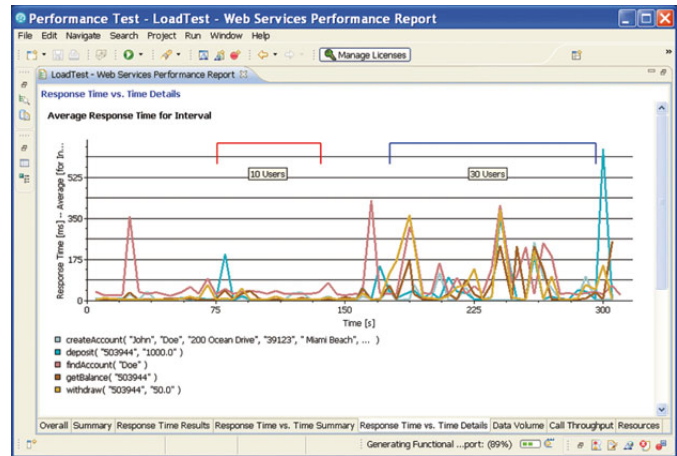 Performance Test - LoadTest - Web Services Performance Report
File Edit Navigate Search Project Run Window Help
Manage Licenses
LoadTest - Web Services Performance Report
Response Time vs. Time Details
Average Response Time for Interval
Response Time [ms] -- Average [for In...
525
350
175
0
10 Users
30 Users
0 75 150 225 300
Time [s]
createAccount( "John", "Doe", "200 Ocean Drive", "39123", " Miami Beach", ... )
deposit( "503944", "1000.0" )
findAccount( "Doe" )
getBalance( "503944" )
withdraw( "503944", "50.0" )
Overall Summary Response Time Results Response Time vs. Time Summary Response Time vs. Time Details Data Volume Call Throughput Resources
Generating Functional ...port: (89%)